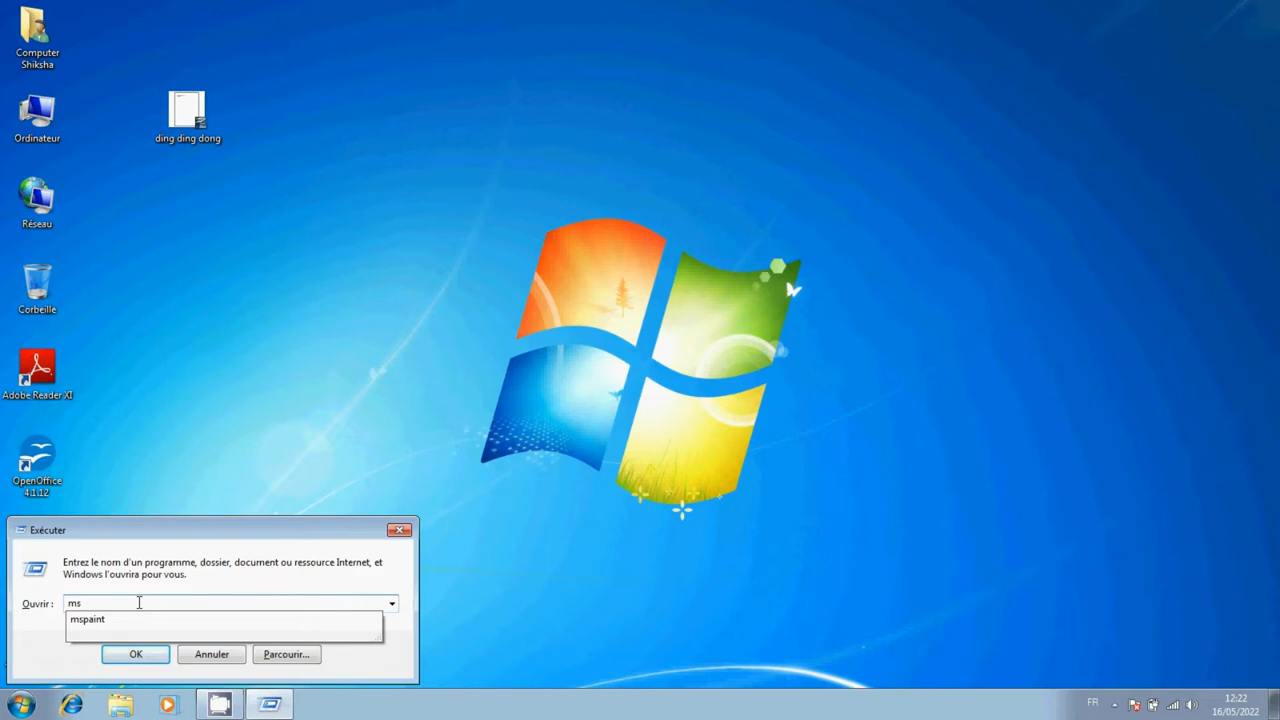 Computer
Shiksha
Ordinateur
ding ding dong
Réseau
Corbeille
Adobe Reader XI
OpenOffice
4.1.12
Exécuter
Entrez le nom d'un programme, dossier, document ou ressource Internet, et
Windows l'ouvrira pour vous.
Ouvrir : ms
mspaint
OK Annuler Parcourir...
FR
12:22
16/05/2022